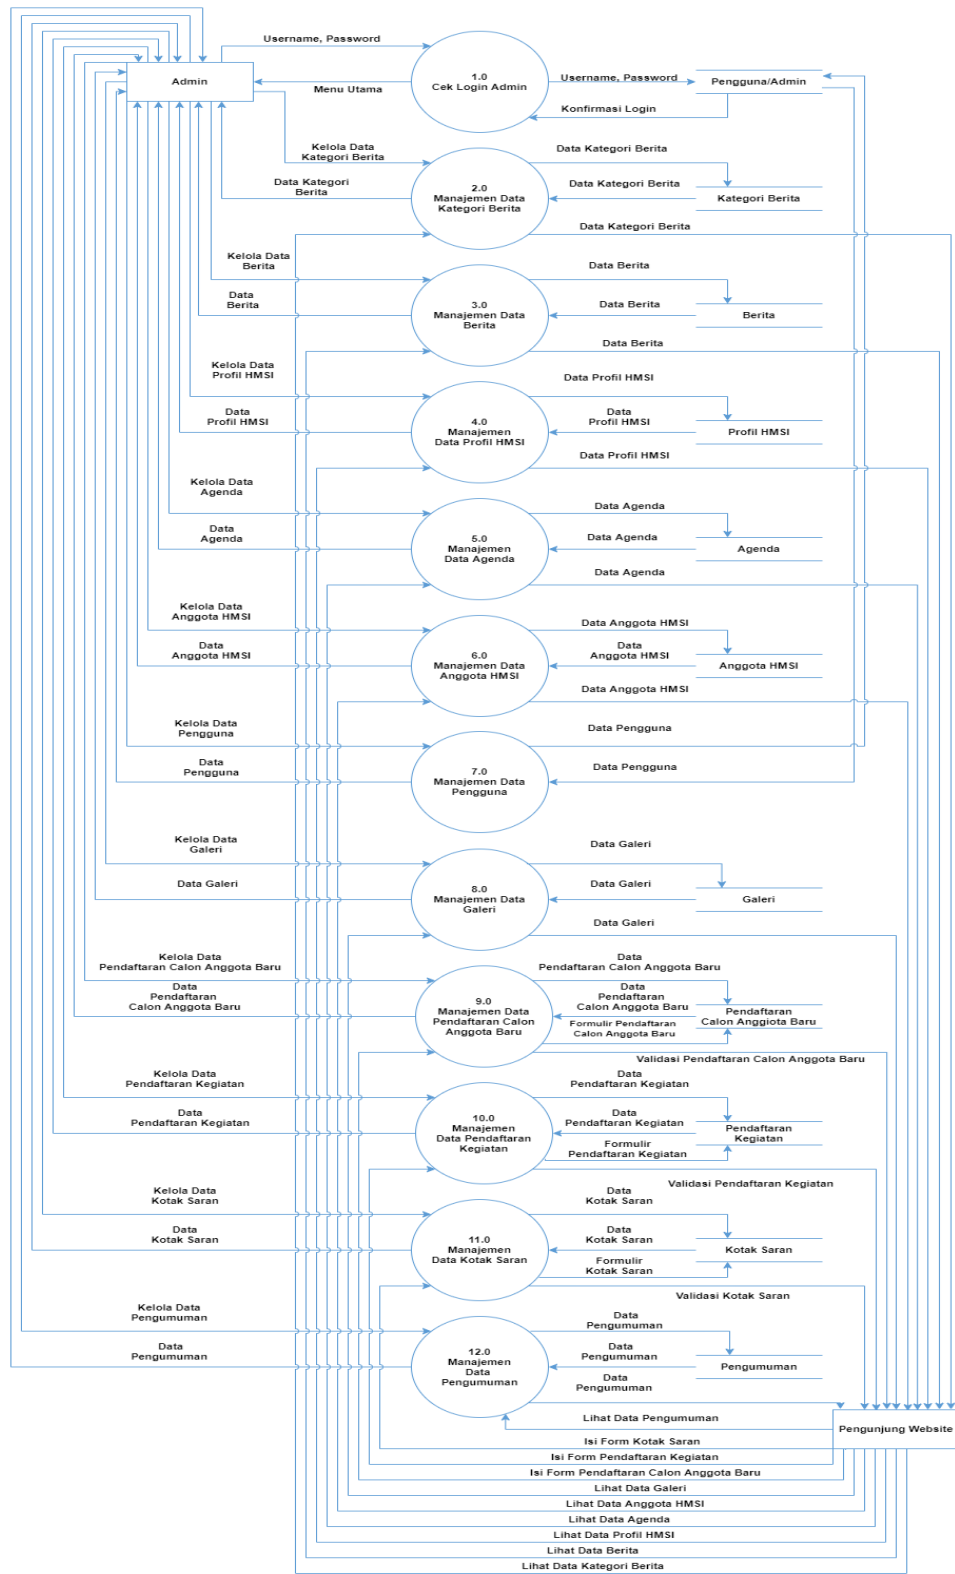 Username, Password
1.0
Cek Login Admin
Admin
Menu Utama
Username, Password
Pengguna/Admin
Konfirmasi Login
Kelola Data
Kategori Berita
Data Kategori Berita
2.0
Manajemen Data
Kategori Berita
Data Kategori
Berita
Data Kategori Berita
Kategori Berita
Data Kategori Berita
Kelola Data
Berita
Data Berita
3.0
Manajemen Data
Berita
Data
Berita
Data Berita
Berita
Data Berita
Kelola Data
Profil HMSI
Data Profil HMSI
4.0
Manajemen
Data Profil HMSI
Data
Profil HMSI
Data
Profil HMSI
Profil HMSI
Data Profil HMSI
Kelola Data
Agenda
Data Agenda
5.0
Manajemen
Data Agenda
Data
Agenda
Data Agenda
Agenda
Data Agenda
Kelola Data
Anggota HMSI
Data Anggota HMSI
6.0
Manajemen Data
Anggota HMSI
Data
Anggota HMSI
Data
Anggota HMSI
Anggota HMSI
Data Anggota HMSI
Kelola Data
Pengguna
Data Pengguna
7.0
Manajemen Data
Pengguna
Data
Pengguna
Data Pengguna
Kelola Data
Galeri
Data Galeri
8.0
Manajemen Data
Galeri
Data Galeri
Data Galeri
Galeri
Data Galeri
Kelola Data
Pendaftaran Calon Anggota Baru
Data
Pendaftaran Calon Anggota Baru
9.0
Manajemen Data
Pendaftaran Calon
Anggota Baru
Data
Pendaftaran
Calon Anggota Baru
Data
Pendaftaran
Calon Anggota Baru
Pendaftaran
Calon Anggiota Baru
Formulir Pendaftaran
Calon Anggota Baru
Validasi Pendaftaran Calon Anggota Baru
Kelola Data
Pendaftaran Kegiatan
Data
Pendaftaran Kegiatan
10.0
Manajemen
Data Pendaftaran
Kegiatan
Data
Pendaftaran Kegiatan
Data
Pendaftaran Kegiatan
Pendaftaran
Kegiatan
Formulir
Pendaftaran Kegiatan
Validasi Pendaftaran Kegiatan
Kelola Data
Kotak Saran
Data
Kotak Saran
11.0
Manajemen
Data Kotak Saran
Data
Kotak Saran
Data
Kotak Saran
Kotak Saran
Formulir
Kotak Saran
Validasi Kotak Saran
Kelola Data
Pengumuman
Data
Pengumuman
12.0
Manajemen
Data
Pengumuman
Data
Pengumuman
Data
Pengumuman
Pengumuman
Data
Pengumuman
Lihat Data Pengumuman
Pengunjung Website
Isi Form Kotak Saran
Isi Form Pendaftaran Kegiatan
Isi Form Pendaftaran Calon Anggota Baru
Lihat Data Galeri
Lihat Data Anggota HMSI
Lihat Data Agenda
Lihat Data Profil HMSI
Lihat Data Berita
Lihat Data Kategori Berita